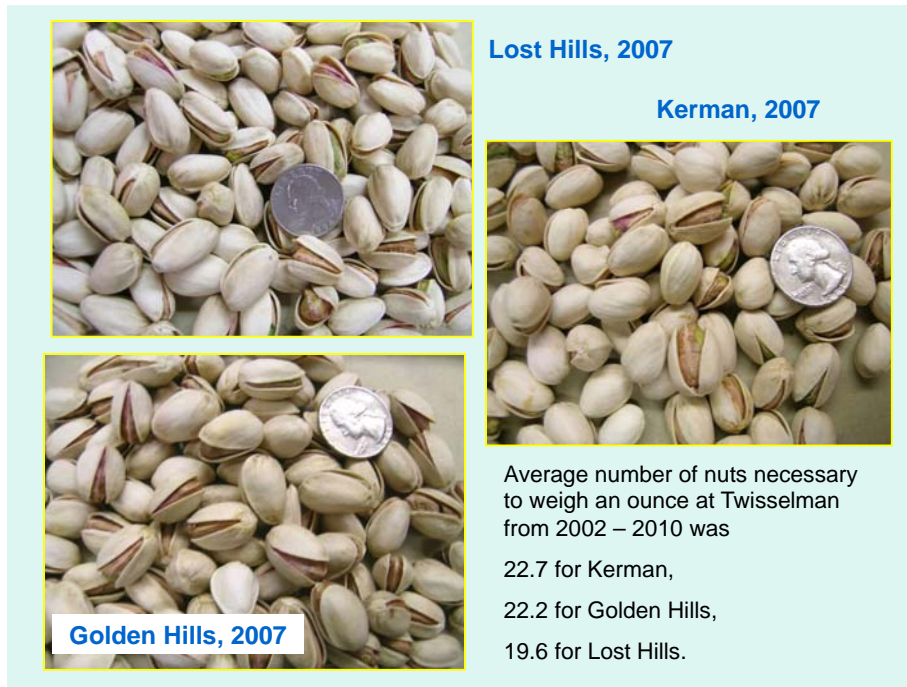 Lost Hills, 2007
Kerman, 2007
Average number of nuts necessary
to weigh an ounce at Twisselman
from 2002 – 2010 was
22.7 for Kerman,
22.2 for Golden Hills,
19.6 for Lost Hills.
Golden Hills, 2007